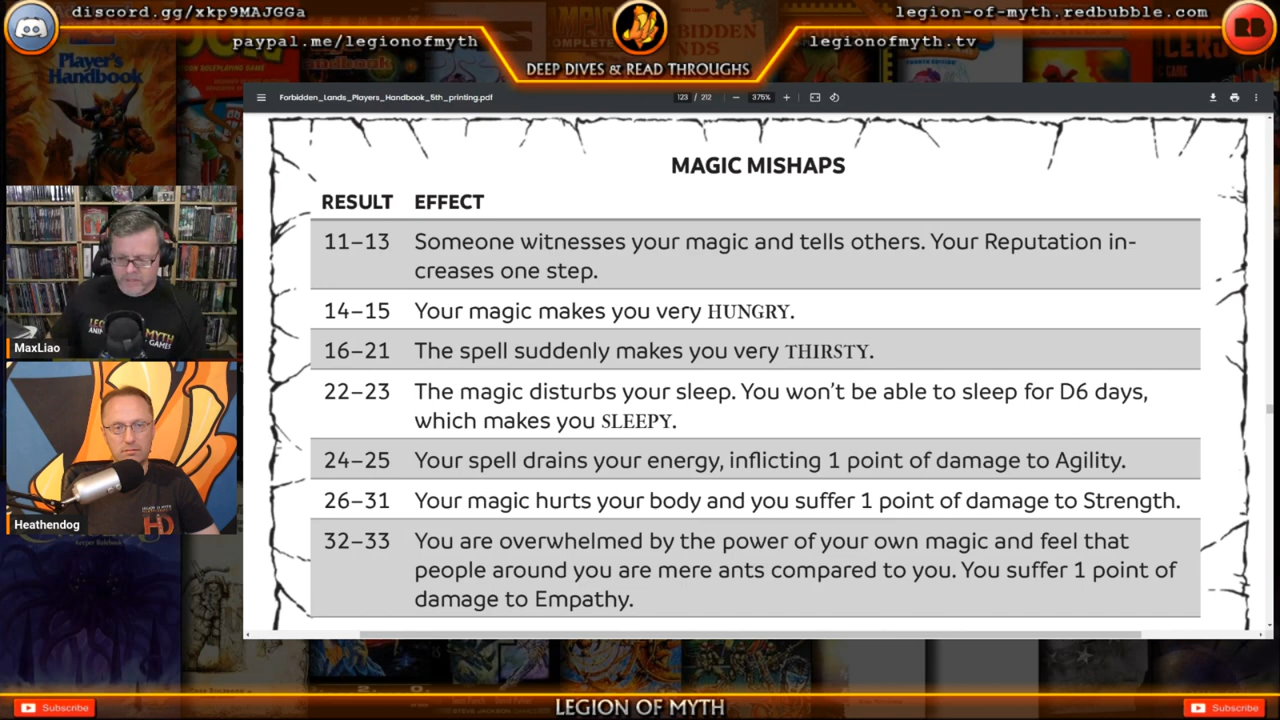 discord.gg/xkp9MAJGGa
legion-of-myth.redbubble.com
paypal.me/legionofmyth
legionofmyth.tv
DEEP DIVES & READ THROUGHS
Player's
Handbook
Forbidden_Lands_Players_Handbook_5th_printing.pdf
123 / 212
375%
MAGIC MISHAPS
RESULT EFFECT
11–13 Someone witnesses your magic and tells others. Your Reputation in-
creases one step.
14–15 Your magic makes you very HUNGRY.
16–21 The spell suddenly makes you very THIRSTY.
22–23 The magic disturbs your sleep. You won't be able to sleep for D6 days,
which makes you SLEEPY.
24–25 Your spell drains your energy, inflicting 1 point of damage to Agility.
26–31 Your magic hurts your body and you suffer 1 point of damage to Strength.
32–33 You are overwhelmed by the power of your own magic and feel that
people around you are mere ants compared to you. You suffer 1 point of
damage to Empathy.
MaxLiao
HD
Heathendog
Subscribe
LEGION OF MYTH
Subscribe